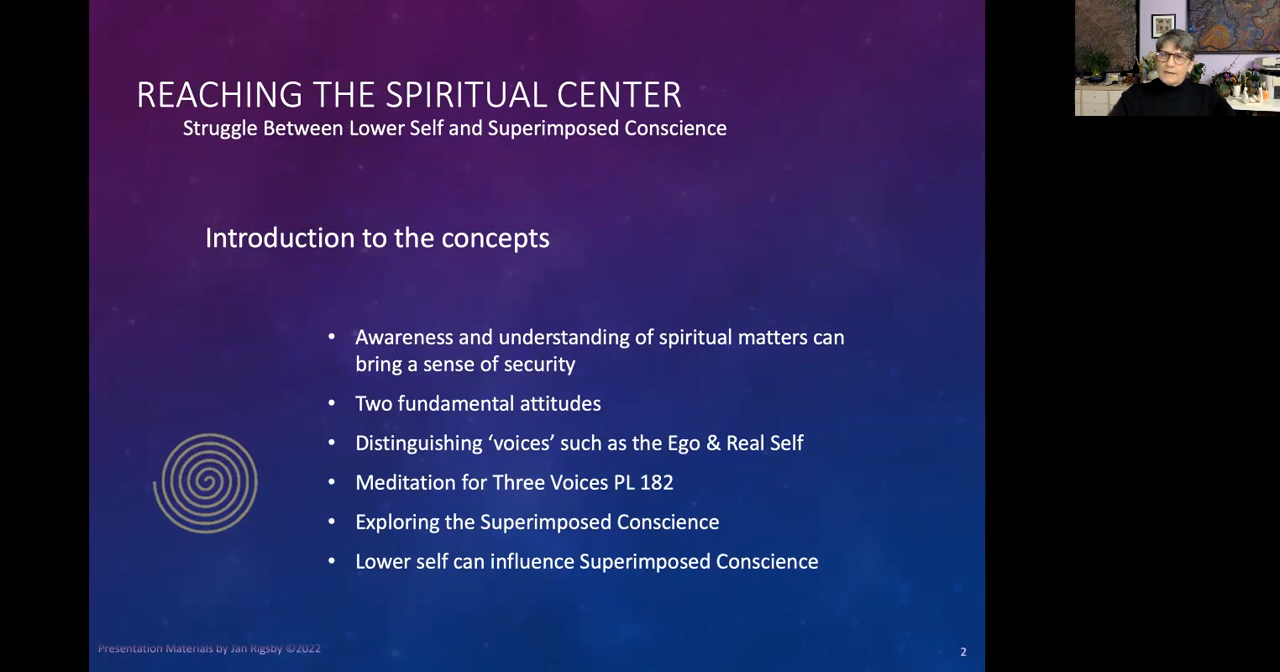 REACHING THE SPIRITUAL CENTER
Struggle Between Lower Self and Superimposed Conscience
Introduction to the concepts
• Awareness and understanding of spiritual matters can
bring a sense of security
• Two fundamental attitudes
• Distinguishing ‘voices’ such as the Ego & Real Self
• Meditation for Three Voices PL 182
• Exploring the Superimposed Conscience
• Lower self can influence Superimposed Conscience
Presentation Materials by Jan Rigsby ©2022
2